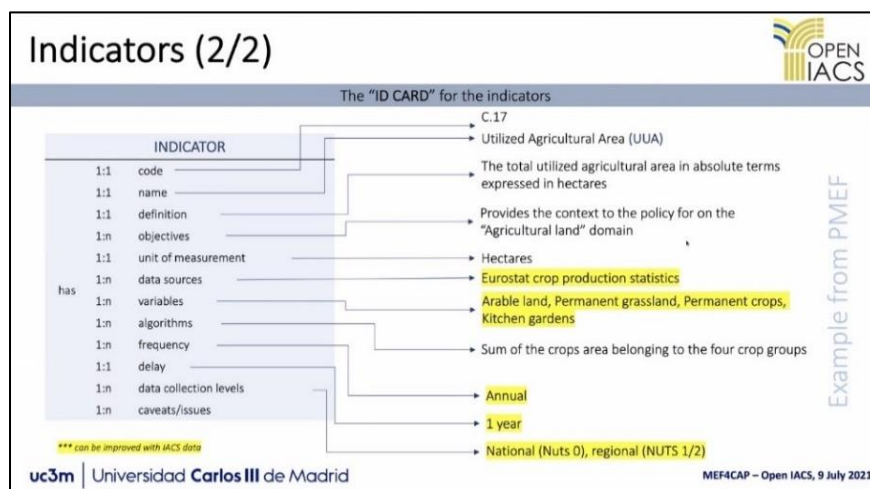 Indicators (2/2)
OPEN
IACS
The "ID CARD" for the indicators
INDICATOR
has
1:1 code
1:1 name
1:1 definition
1:n objectives
1:1 unit of measurement
1:n data sources
1:n variables
1:n algorithms
1:n frequency
1:1 delay
1:n data collection levels
1:n caveats/issues
C.17
Utilized Agricultural Area (UUA)
The total utilized agricultural area in absolute terms
expressed in hectares
Provides the context to the policy for on the
"Agricultural land" domain
Hectares
Eurostat crop production statistics
Arable land, Permanent grassland, Permanent crops,
Kitchen gardens
Sum of the crops area belonging to the four crop groups
Annual
1 year
National (Nuts 0), regional (NUTS 1/2)
Example from PMEF
*** can be improved with IACS data
uc3m | Universidad Carlos III de Madrid
MEF4CAP – Open IACS, 9 July 2021